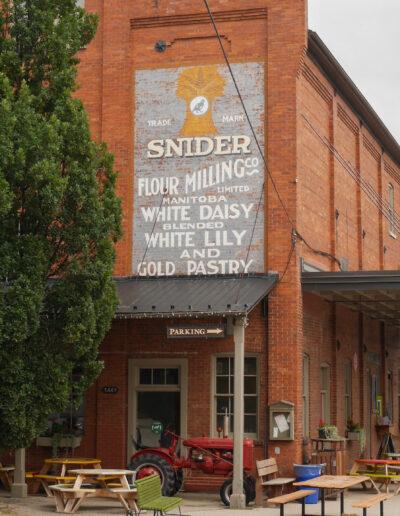 TRADE MARK
SNIDER
FLOUR MILLING CO
LIMITED
MANITOBA
WHITE DAISY
BLENDED
WHITE LILY
AND
GOLD PASTRY
PARKING →